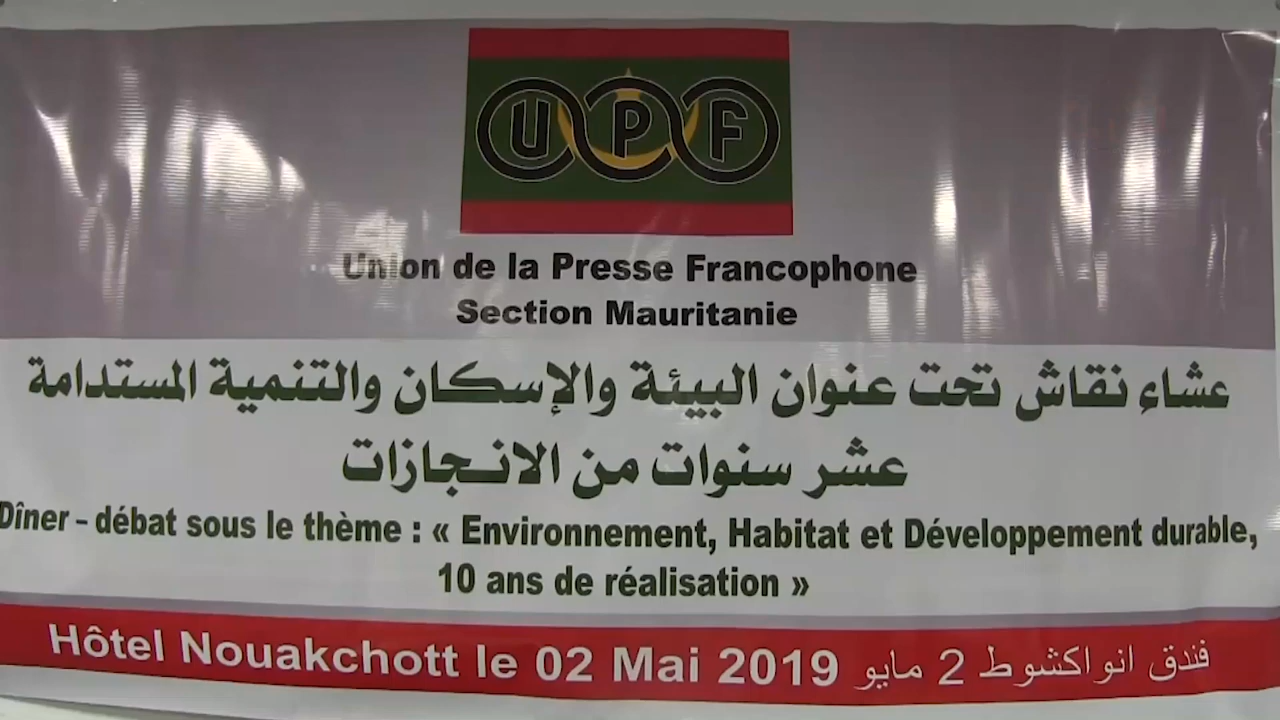 UPF
Union de la Presse Francophone
Section Mauritanie
عشاء نقاش تحت عنوان البيئة والإسكان والتنمية المستدامة
عشر سنوات من الانجازات
Dîner - débat sous le thème : « Environnement, Habitat et Développement durable,
10 ans de réalisation »
Hôtel Nouakchott le 02 Mai 2019 فندق انواكشوط 2 مايو